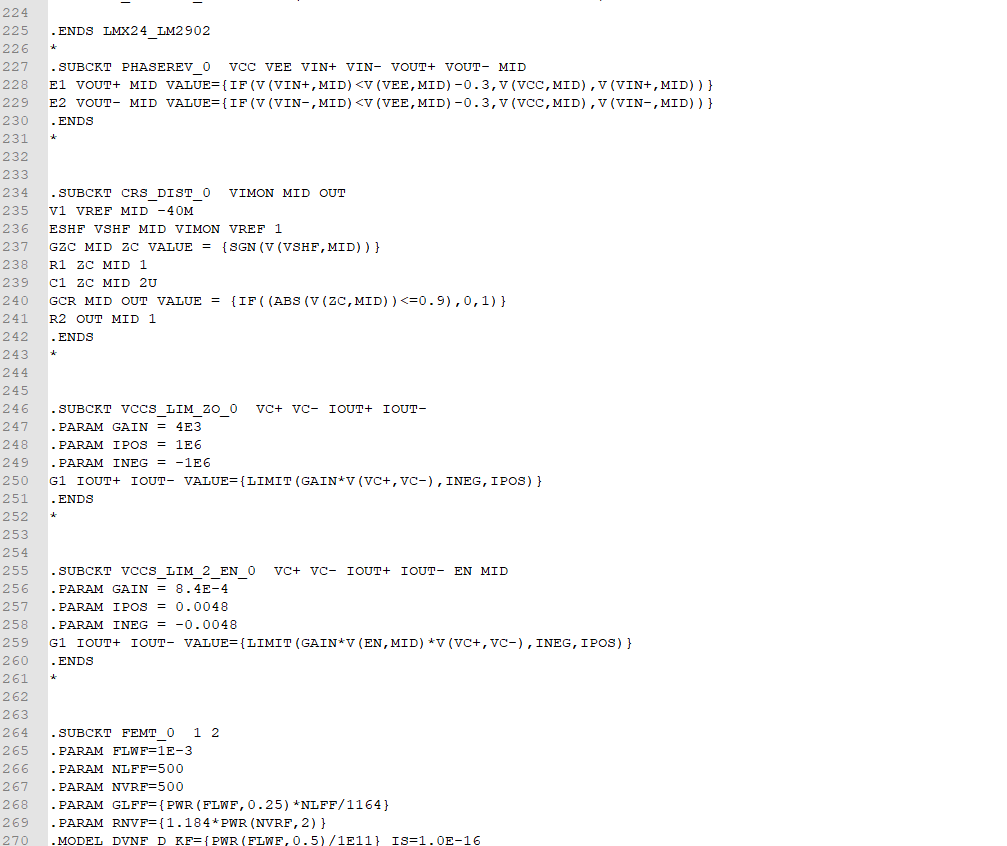 224
225 .ENDS LMX24_LM2902
226 *
227 .SUBCKT PHASEREV_0  VCC VEE VIN+ VIN- VOUT+ VOUT- MID
228 E1 VOUT+ MID VALUE={IF(V(VIN+,MID)<V(VEE,MID)-0.3,V(VCC,MID),V(VIN+,MID))}
229 E2 VOUT- MID VALUE={IF(V(VIN-,MID)<V(VEE,MID)-0.3,V(VCC,MID),V(VIN-,MID))}
230 .ENDS
231 *
232
233
234 .SUBCKT CRS_DIST_0  VIMON MID OUT
235 V1 VREF MID -40M
236 ESHF VSHF MID VIMON VREF 1
237 GZC MID ZC VALUE = {SGN(V(VSHF,MID))}
238 R1 ZC MID 1
239 C1 ZC MID 2U
240 GCR MID OUT VALUE = {IF((ABS(V(ZC,MID))<=0.9),0,1)}
241 R2 OUT MID 1
242 .ENDS
243 *
244
245
246 .SUBCKT VCCS_LIM_ZO_0  VC+ VC- IOUT+ IOUT-
247 .PARAM GAIN = 4E3
248 .PARAM IPOS = 1E6
249 .PARAM INEG = -1E6
250 G1 IOUT+ IOUT- VALUE={LIMIT(GAIN*V(VC+,VC-),INEG,IPOS)}
251 .ENDS
252 *
253
254
255 .SUBCKT VCCS_LIM_2_EN_0  VC+ VC- IOUT+ IOUT- EN MID
256 .PARAM GAIN = 8.4E-4
257 .PARAM IPOS = 0.0048
258 .PARAM INEG = -0.0048
259 G1 IOUT+ IOUT- VALUE={LIMIT(GAIN*V(EN,MID)*V(VC+,VC-),INEG,IPOS)}
260 .ENDS
261 *
262
263
264 .SUBCKT FEMT_0  1 2
265 .PARAM FLWF=1E-3
266 .PARAM NLFF=500
267 .PARAM NVRF=500
268 .PARAM GLFF={PWR(FLWF,0.25)*NLFF/1164}
269 .PARAM RNVF={1.184*PWR(NVRF,2)}
270 .MODEL DVNF D KF={PWR(FLWF,0.5)/1E11} IS=1.0E-16